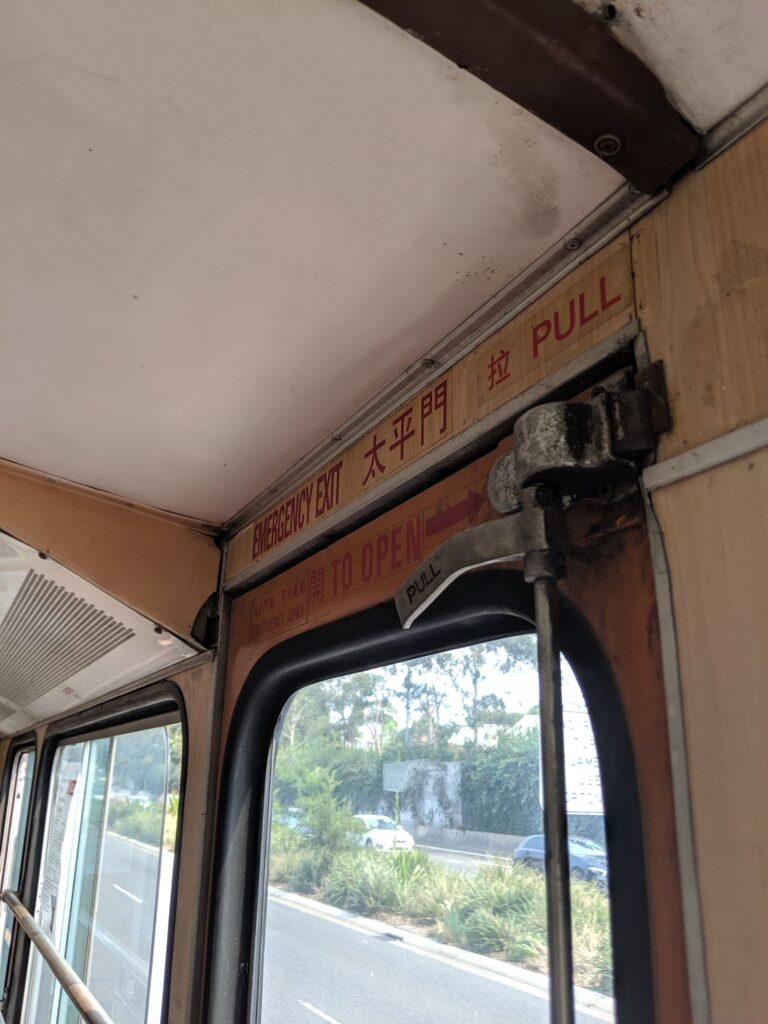 EMERGENCY EXIT 太平門 拉 PULL
開 TO OPEN
EMERGENCY ONLY
PULL